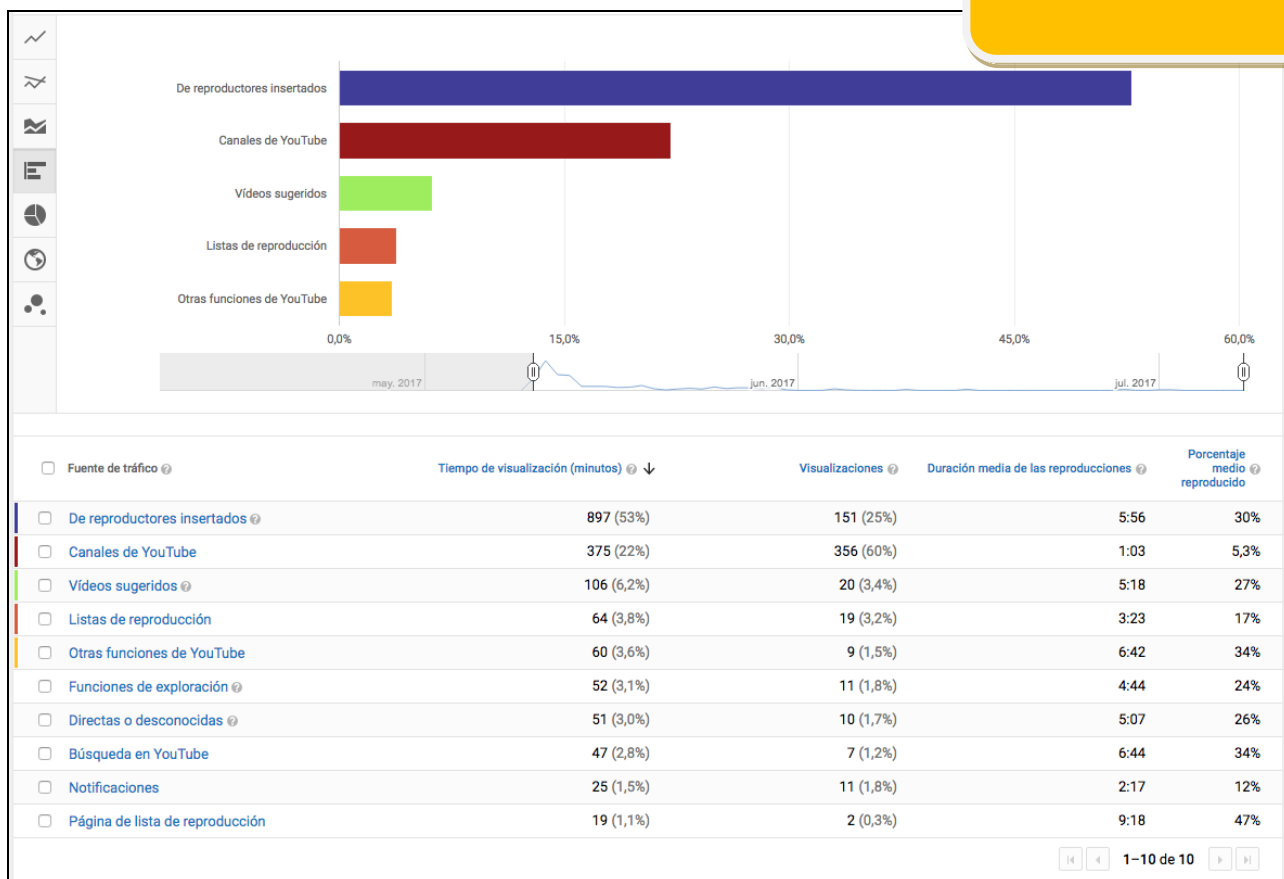 De reproductores insertados
Canales de YouTube
Vídeos sugeridos
Listas de reproducción
Otras funciones de YouTube
0,0% 15,0% 30,0% 45,0% 60,0%
may. 2017 jun. 2017 jul. 2017
Fuente de tráfico Tiempo de visualización (minutos) Visualizaciones Duración media de las reproducciones Porcentaje medio reproducido
De reproductores insertados 897 (53%) 151 (25%) 5:56 30%
Canales de YouTube 375 (22%) 356 (60%) 1:03 5,3%
Vídeos sugeridos 106 (6,2%) 20 (3,4%) 5:18 27%
Listas de reproducción 64 (3,8%) 19 (3,2%) 3:23 17%
Otras funciones de YouTube 60 (3,6%) 9 (1,5%) 6:42 34%
Funciones de exploración 52 (3,1%) 11 (1,8%) 4:44 24%
Directas o desconocidas 51 (3,0%) 10 (1,7%) 5:07 26%
Búsqueda en YouTube 47 (2,8%) 7 (1,2%) 6:44 34%
Notificaciones 25 (1,5%) 11 (1,8%) 2:17 12%
Página de lista de reproducción 19 (1,1%) 2 (0,3%) 9:18 47%
1–10 de 10